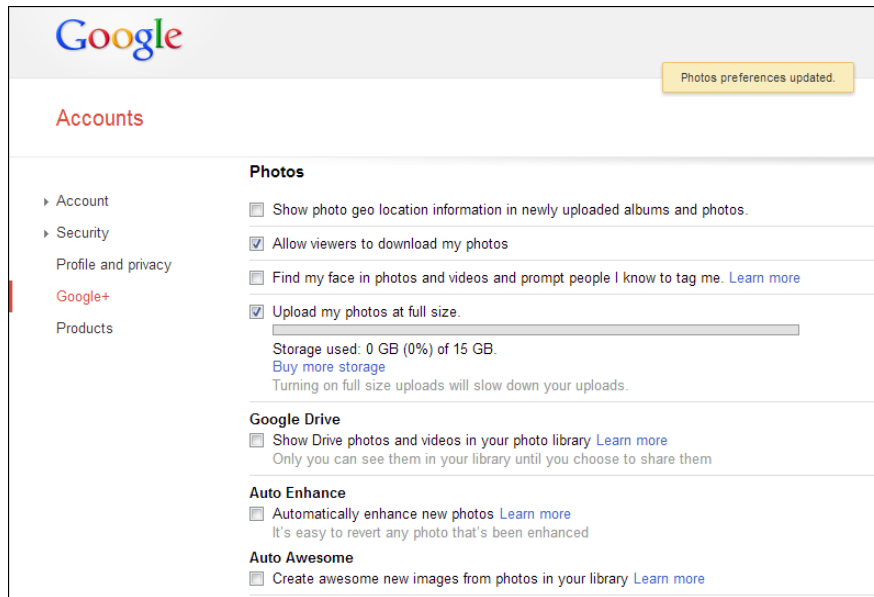 Google
Photos preferences updated.
Accounts
Account
Security
Profile and privacy
Google+
Products
Photos
Show photo geo location information in newly uploaded albums and photos.
Allow viewers to download my photos
Find my face in photos and videos and prompt people I know to tag me. Learn more
Upload my photos at full size.
Storage used: 0 GB (0%) of 15 GB.
Buy more storage
Turning on full size uploads will slow down your uploads.
Google Drive
Show Drive photos and videos in your photo library Learn more
Only you can see them in your library until you choose to share them
Auto Enhance
Automatically enhance new photos Learn more
It's easy to revert any photo that's been enhanced
Auto Awesome
Create awesome new images from photos in your library Learn more